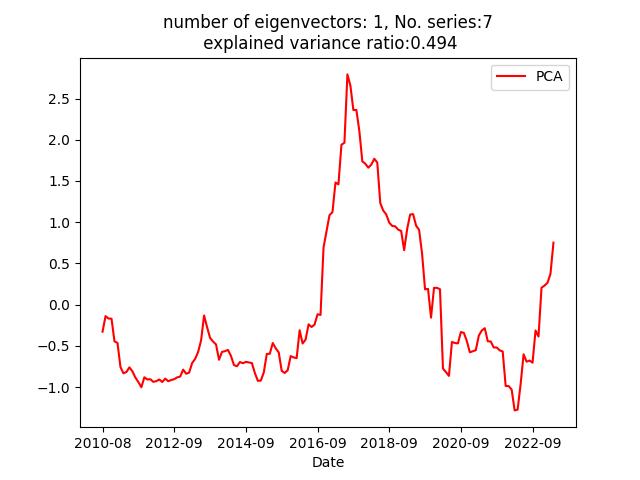 number of eigenvectors: 1, No. series:7
explained variance ratio:0.494
PCA
2.5
2.0
1.5
1.0
0.5
0.0
−0.5
−1.0
2010-08 2012-09 2014-09 2016-09 2018-09 2020-09 2022-09
Date